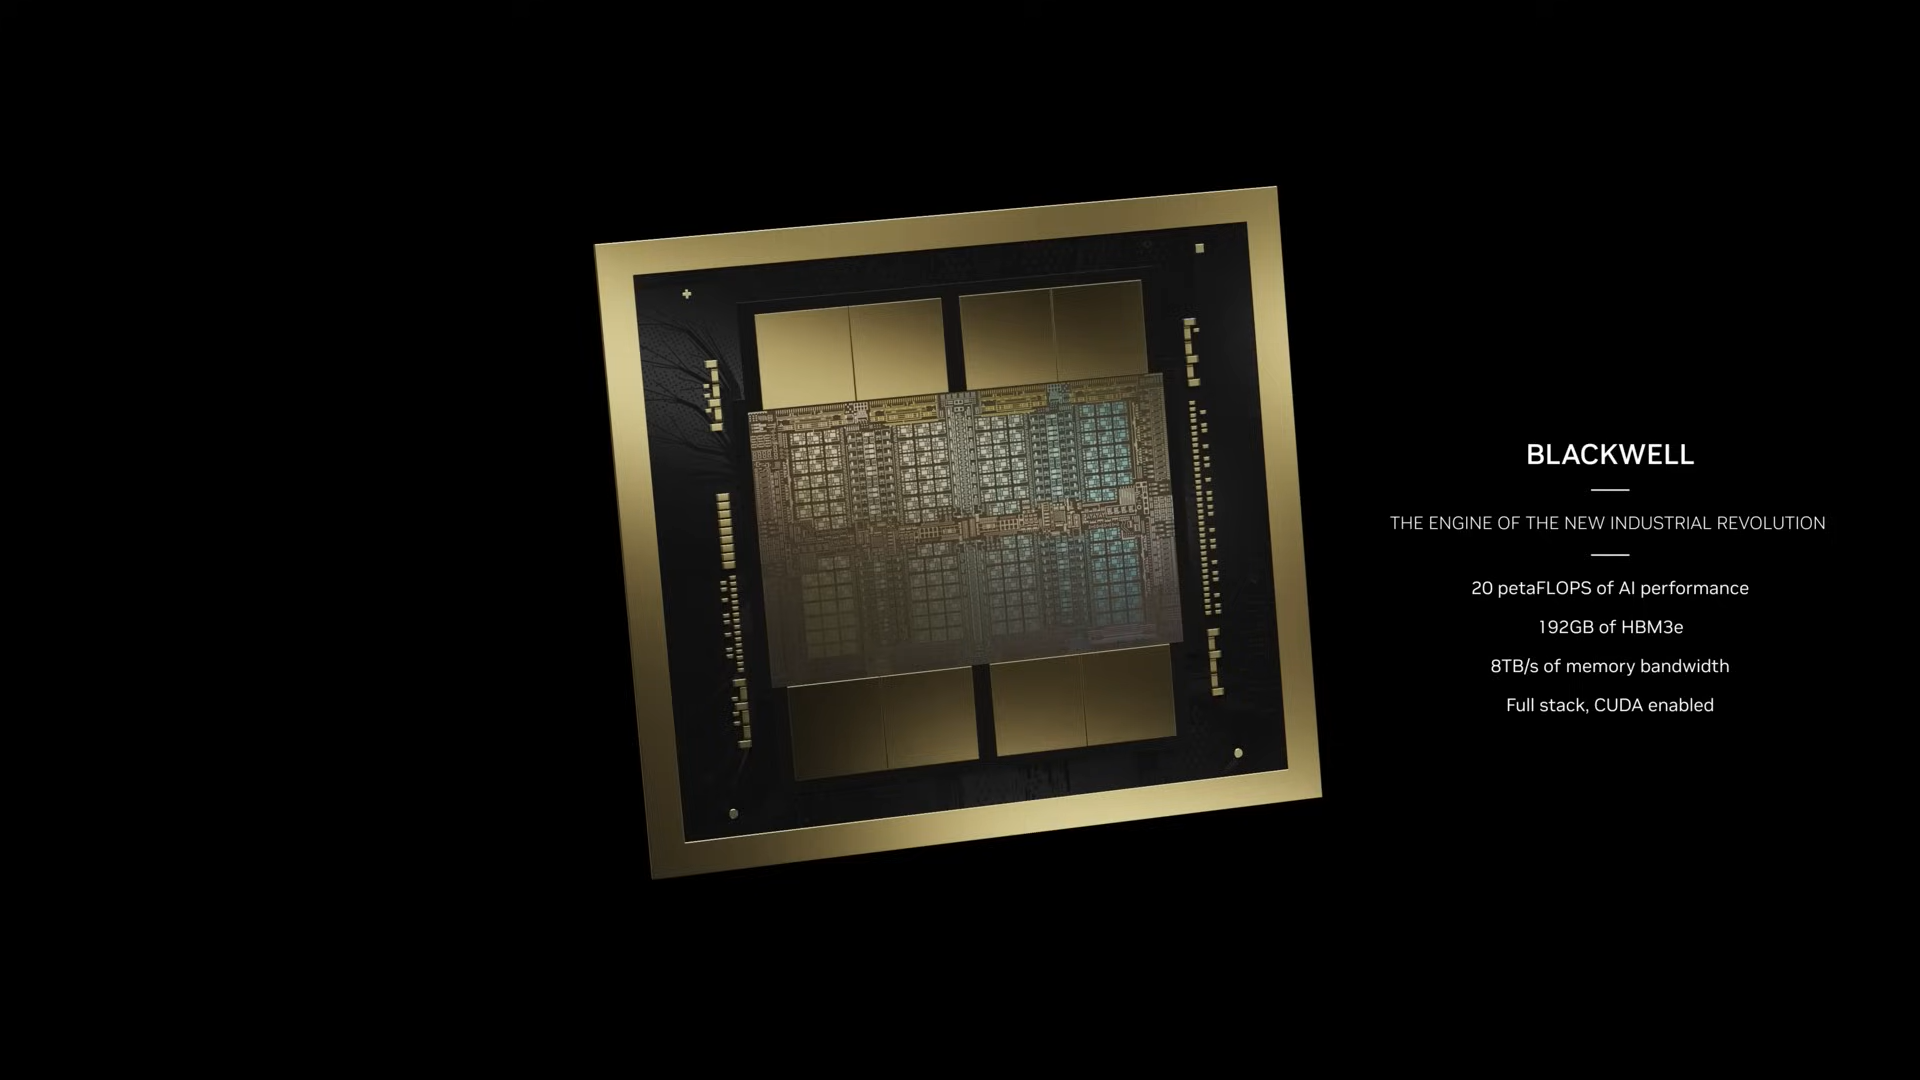 BLACKWELL
THE ENGINE OF THE NEW INDUSTRIAL REVOLUTION
20 petaFLOPS of AI performance
192GB of HBM3e
8TB/s of memory bandwidth
Full stack, CUDA enabled